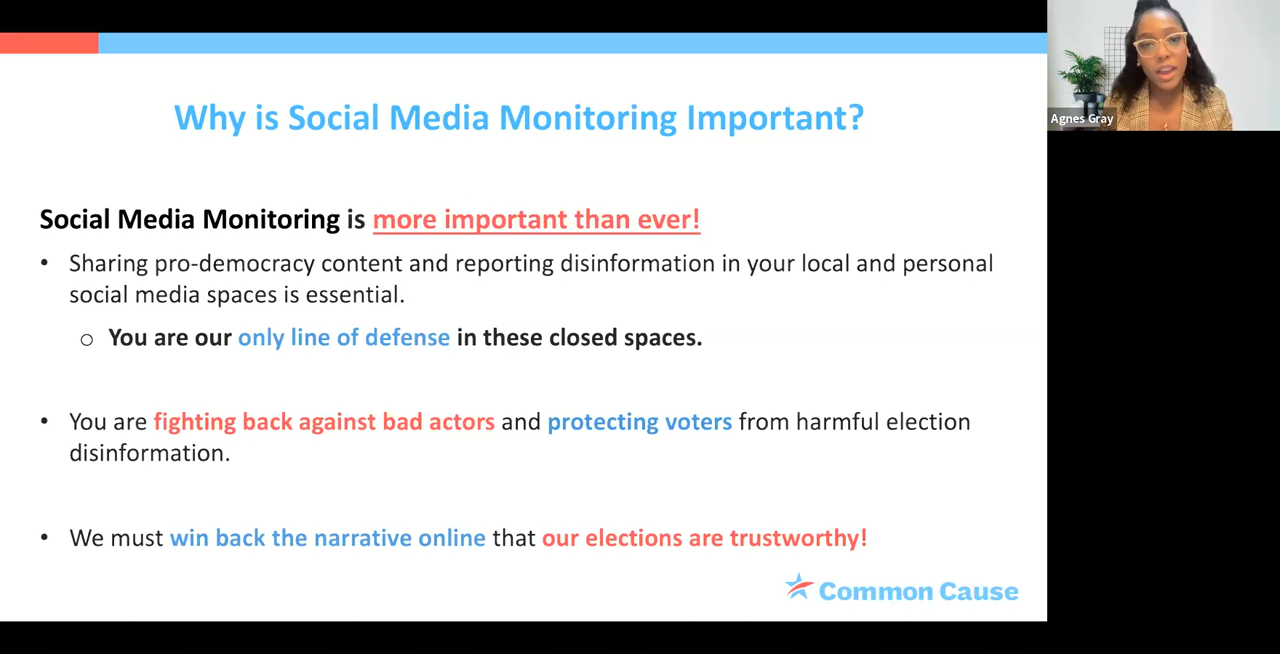 Why is Social Media Monitoring Important?
Agnes Gray
Social Media Monitoring is more important than ever!
• Sharing pro-democracy content and reporting disinformation in your local and personal
social media spaces is essential.
o You are our only line of defense in these closed spaces.
• You are fighting back against bad actors and protecting voters from harmful election
disinformation.
• We must win back the narrative online that our elections are trustworthy!
Common Cause